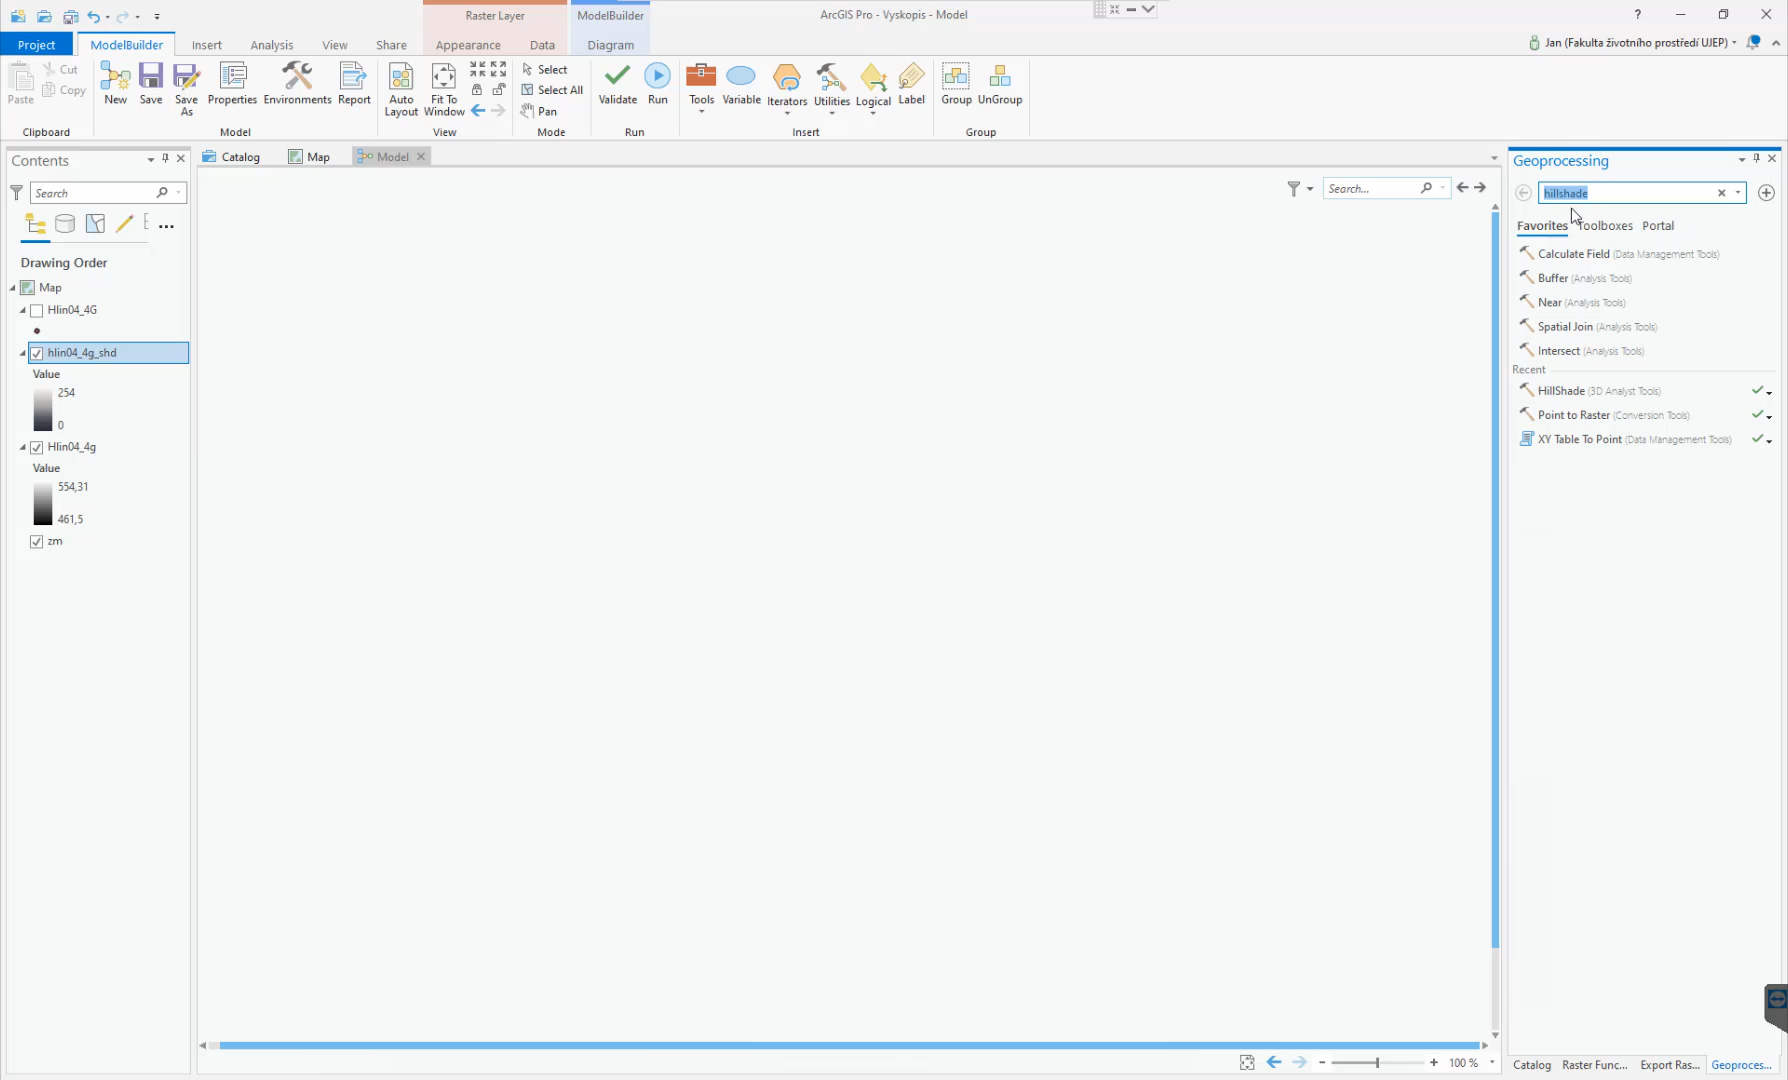 Raster Layer
ModelBuilder
ArcGIS Pro - Vyskopis - Model
?
Project
ModelBuilder
Insert
Analysis
View
Share
Appearance
Data
Diagram
Jan (Fakulta životního prostředí UJEP)
Paste
Cut
Copy
Clipboard
New
Save
Save As
Properties
Environments
Report
Model
Auto Layout
Fit To Window
View
Select
Select All
Pan
Mode
Validate
Run
Run
Tools
Variable
Iterators
Utilities
Logical
Label
Insert
Group
UnGroup
Group
Contents
Search
Drawing Order
Map
Hlin04_4G
hlin04_4g_shd
Value
254
0
Hlin04_4g
Value
554,31
461,5
zm
Catalog
Map
Model
Search...
100 %
Geoprocessing
hillshade
Favorites
Toolboxes
Portal
Calculate Field (Data Management Tools)
Buffer (Analysis Tools)
Near (Analysis Tools)
Spatial Join (Analysis Tools)
Intersect (Analysis Tools)
Recent
HillShade (3D Analyst Tools)
Point to Raster (Conversion Tools)
XY Table To Point (Data Management Tools)
Catalog
Raster Func...
Export Ras...
Geoproces...